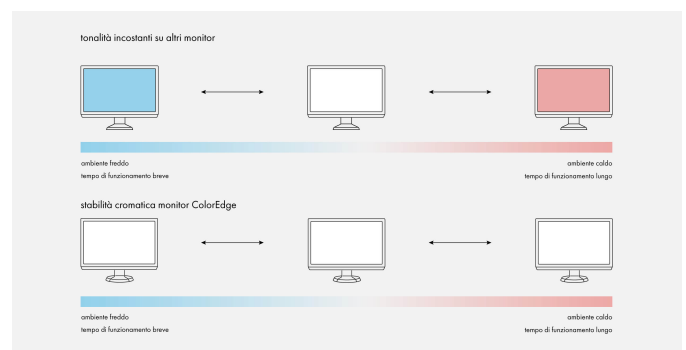 tonalità incostanti su altri monitor
ambiente freddo
ambiente caldo
tempo di funzionamento breve
tempo di funzionamento lungo
stabilità cromatica monitor ColorEdge
ambiente freddo
ambiente caldo
tempo di funzionamento breve
tempo di funzionamento lungo